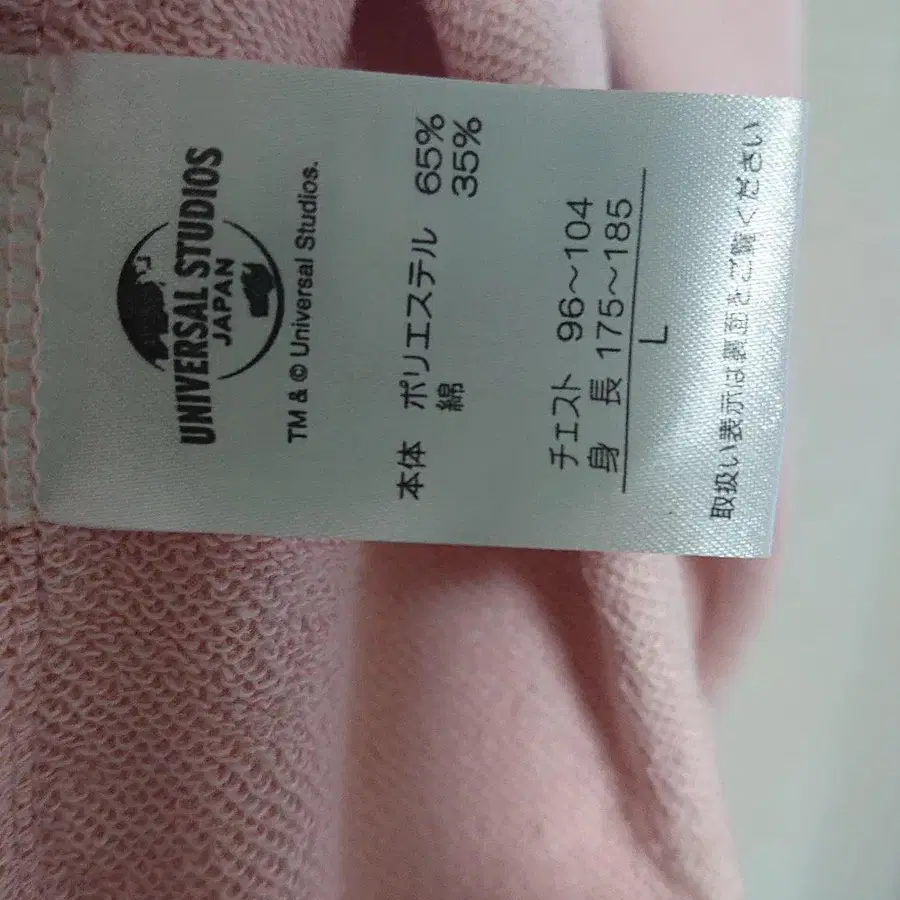 UNIVERSAL STUDIOS
JAPAN
TM & © Universal Studios.
本体 ポリエステル 65%
綿 35%
チェスト 96～104
身長 175～185
L
取扱い表示は裏面をご覧ください